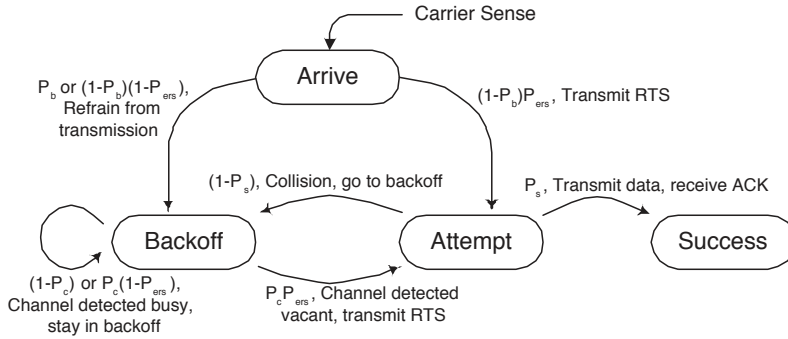 Carrier Sense
Arrive
P_b or (1-P_b)(1-P_ers),
Refrain from
transmission
(1-P_b)P_ers, Transmit RTS
(1-P_s), Collision, go to backoff
P_s, Transmit data, receive ACK
Backoff
Attempt
Success
(1-P_c) or P_c(1-P_ers),
Channel detected busy,
stay in backoff
P_cP_ers, Channel detected
vacant, transmit RTS